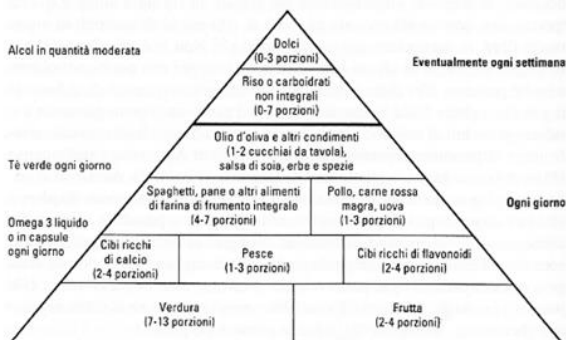 Alcol in quantità moderata
Dolci
(0-3 porzioni)
Eventualmente ogni settimana
Riso o carboidrati
non integrali
(0-7 porzioni)
Olio d'oliva e altri condimenti
(1-2 cucchiai da tavola),
salsa di soia, erbe e spezie
Tè verde ogni giorno
Spaghetti, pane o altri alimenti
di farina di frumento integrale
(4-7 porzioni)
Pollo, carne rossa
magra, uova
(1-3 porzioni)
Ogni giorno
Omega 3 liquido
o in capsule
ogni giorno
Cibi ricchi
di calcio
(2-4 porzioni)
Pesce
(1-3 porzioni)
Cibi ricchi di flavonoidi
(2-4 porzioni)
Verdura
(7-13 porzioni)
Frutta
(2-4 porzioni)